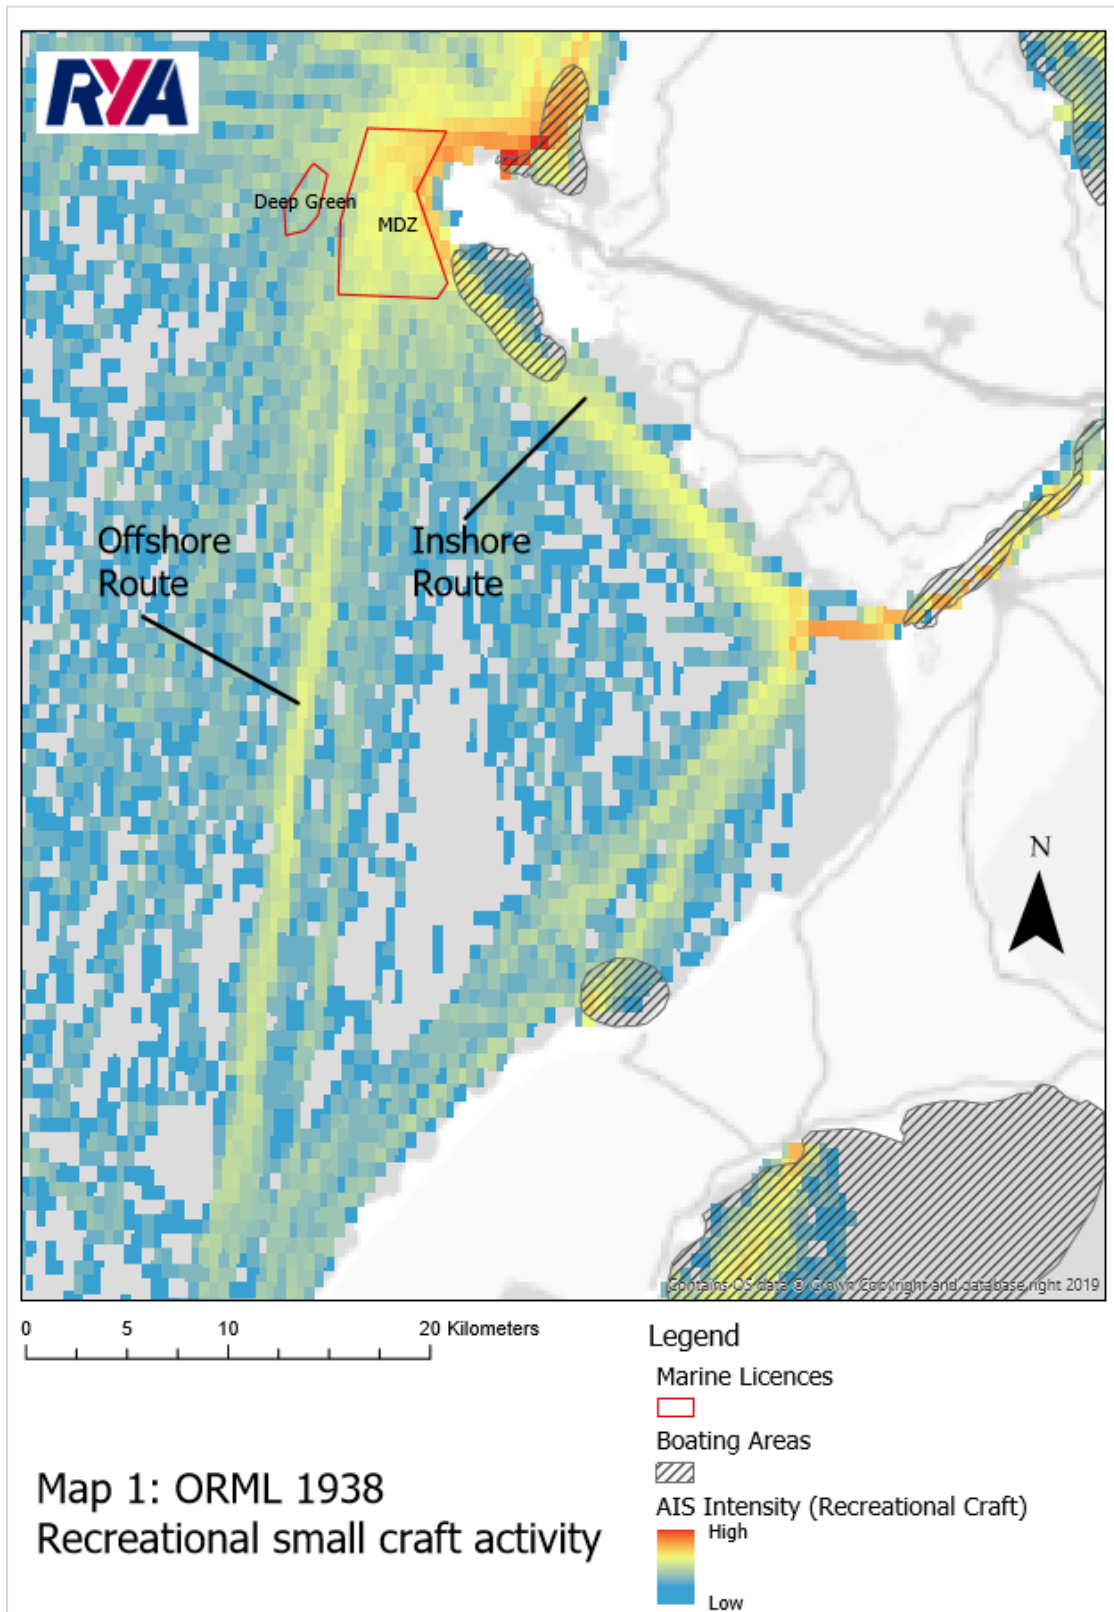 RYA
Deep Green
MDZ
Offshore
Route
Inshore
Route
N
Contains OS data © Crown Copyright and database right 2019
0 5 10 20 Kilometers
Legend
Marine Licences
Boating Areas
AIS Intensity (Recreational Craft)
High
Low
Map 1: ORML 1938
Recreational small craft activity